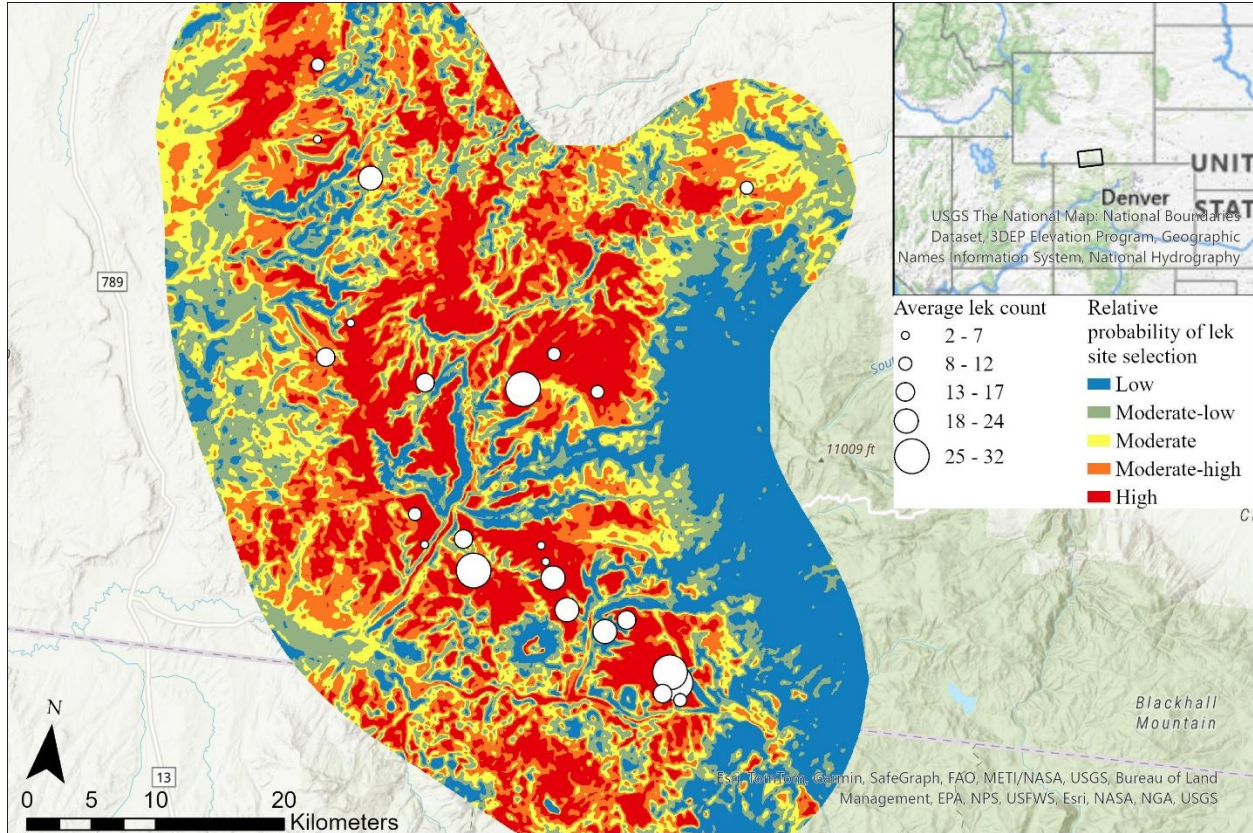 789
11009 ft
Blackhall
Mountain
13
N
0 5 10 20
Kilometers
Esri, TomTom, Garmin, SafeGraph, FAO, METI/NASA, USGS, Bureau of Land
Management, EPA, NPS, USFWS, Esri, NASA, NGA, USGS
Denver
USGS The National Map: National Boundaries
Dataset, 3DEP Elevation Program, Geographic
Names Information System, National Hydrography
Average lek count
2 - 7
8 - 12
13 - 17
18 - 24
25 - 32
Relative
probability of lek
site selection
Low
Moderate-low
Moderate
Moderate-high
High